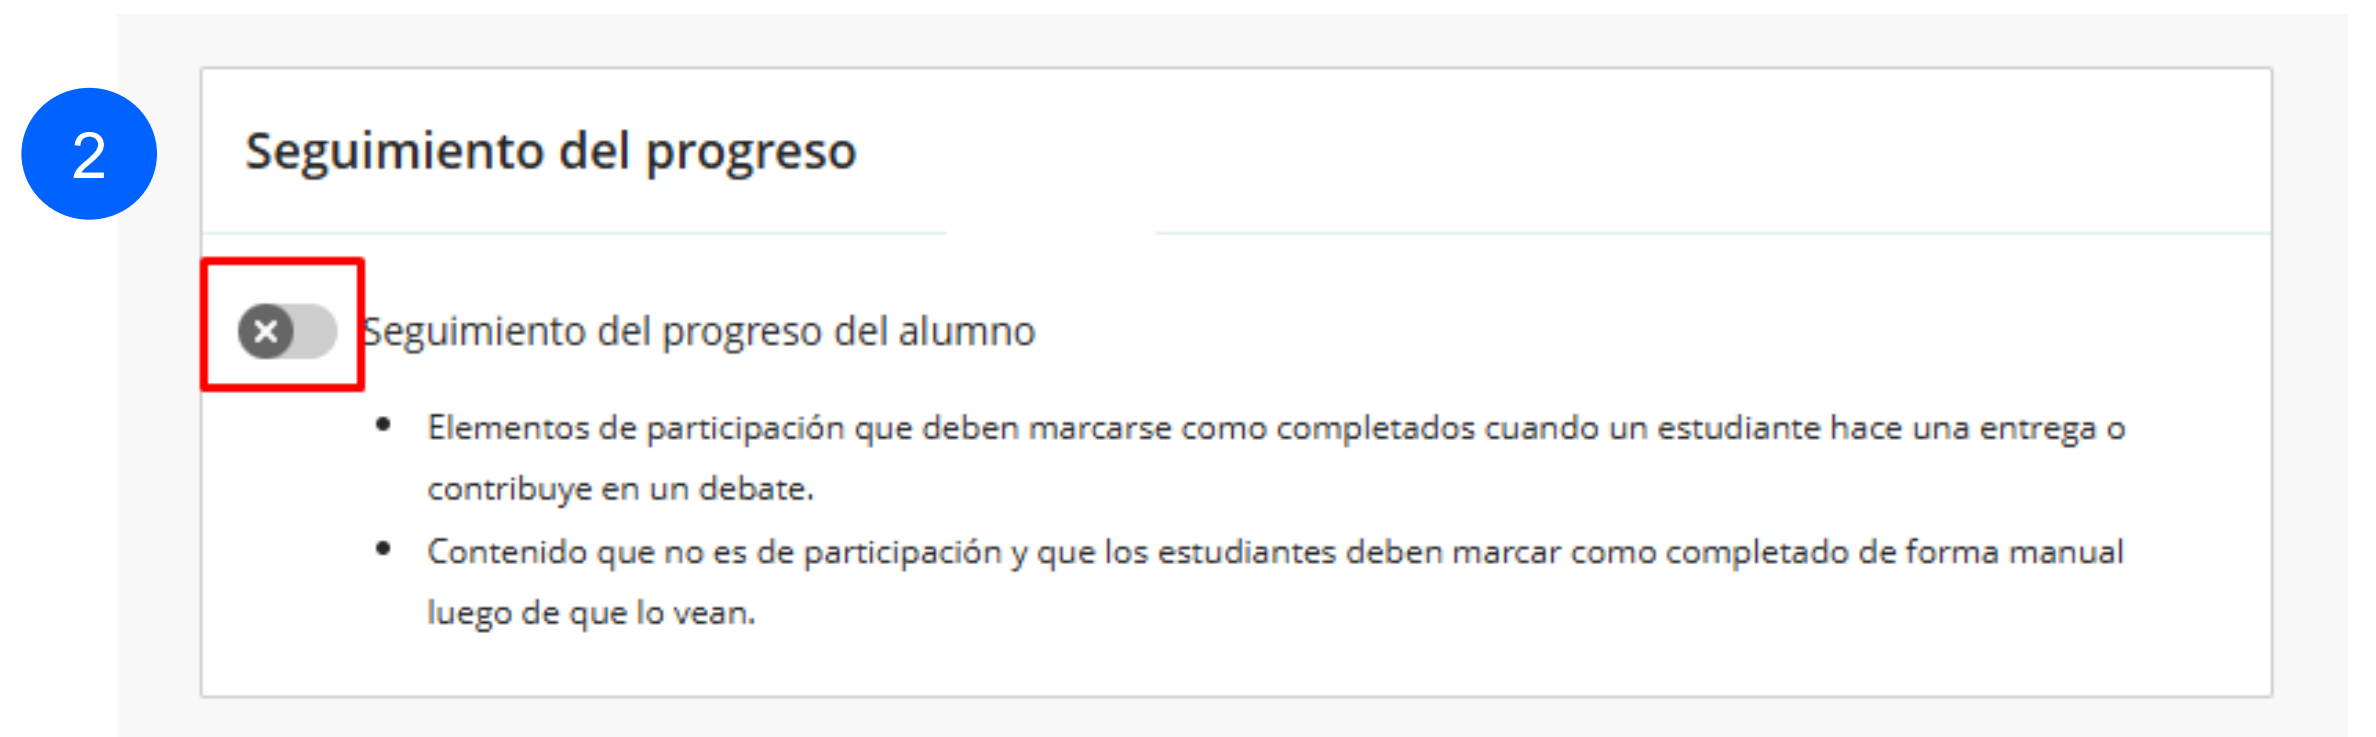 2
Seguimiento del progreso
Seguimiento del progreso del alumno
• Elementos de participación que deben marcarse como completados cuando un estudiante hace una entrega o
contribuye en un debate.
• Contenido que no es de participación y que los estudiantes deben marcar como completado de forma manual
luego de que lo vean.